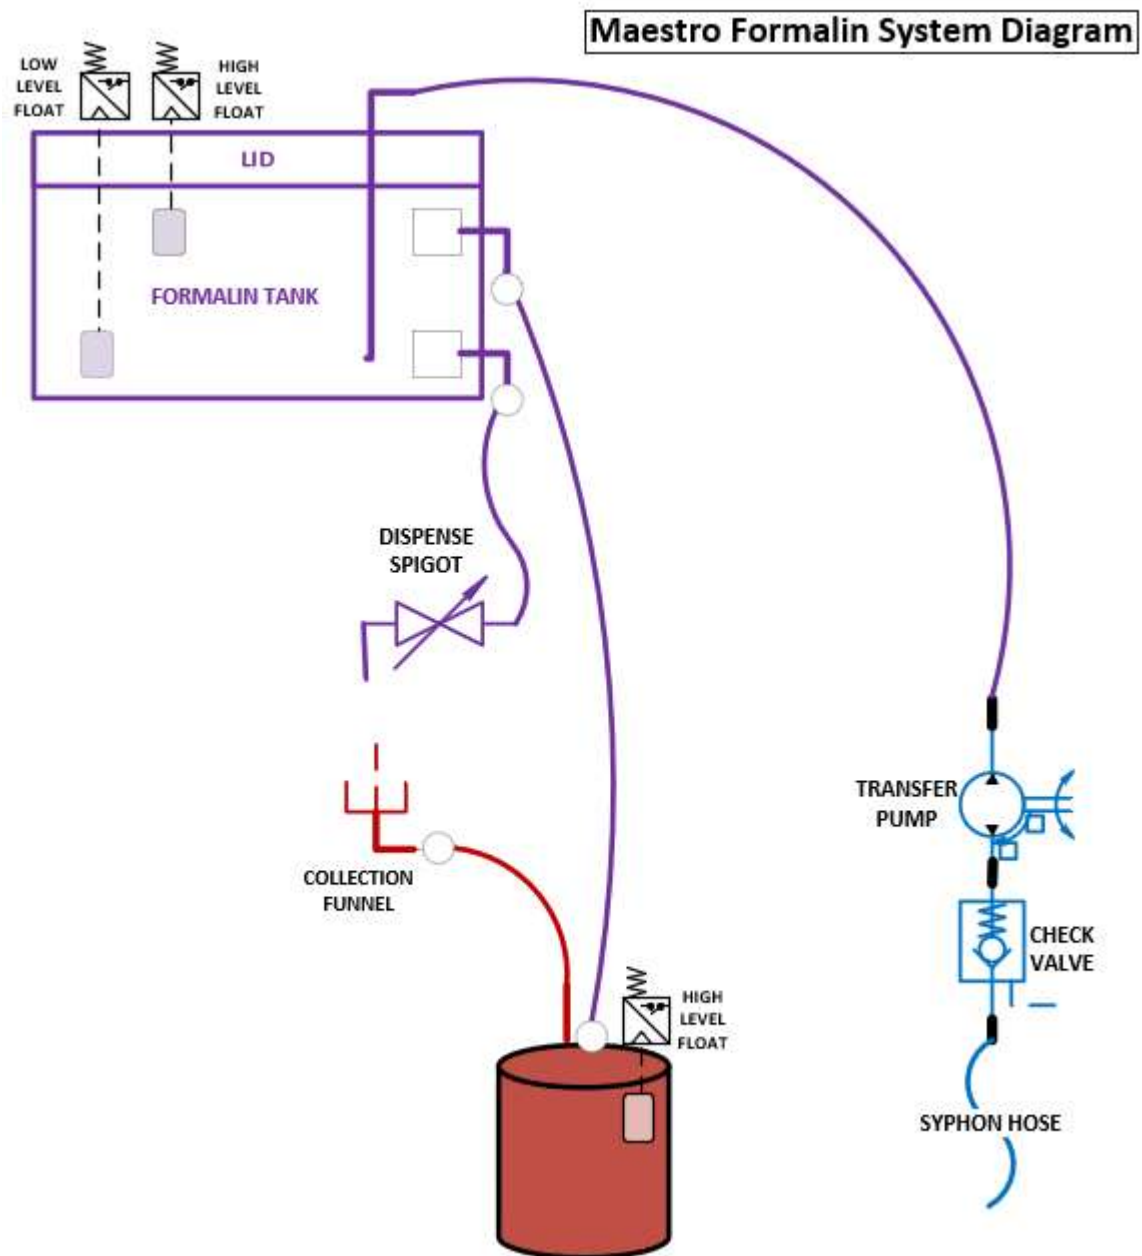 Maestro Formalin System Diagram
LOW
LEVEL
FLOAT
HIGH
LEVEL
FLOAT
LID
FORMALIN TANK
DISPENSE
SPIGOT
TRANSFER
PUMP
COLLECTION
FUNNEL
CHECK
VALVE
HIGH
LEVEL
FLOAT
SYPHON HOSE